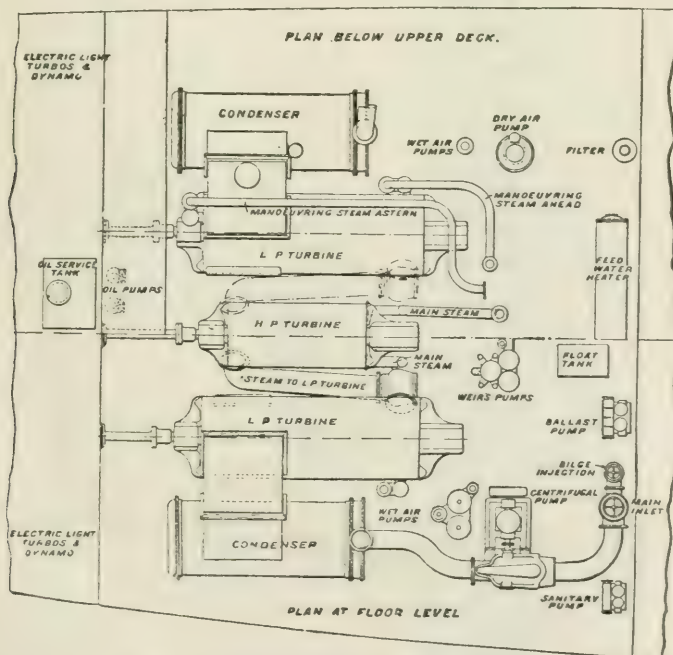 PLAN BELOW UPPER DECK.
ELECTRIC LIGHT
TURBOS &
DYNAMO
CONDENSER
DRY AIR
PUMP
WET AIR
PUMPS
FILTER
MANOEUVRING STEAM ASTERN
MANOEUVRING
STEAM AHEAD
L P TURBINE
OIL SERVICE
TANK
OIL PUMPS
FEED
WATER
HEATER
H P TURBINE
MAIN STEAM
MAIN
STEAM
FLOAT
TANK
STEAM TO L P TURBINE
WEIRS PUMPS
L P TURBINE
BALLAST
PUMP
BILGE
INJECTION
CENTRIFUGAL
PUMP
MAIN
INLET
WET AIR
PUMPS
ELECTRIC LIGHT
TURBOS &
DYNAMO
CONDENSER
SANITARY
PUMP
PLAN AT FLOOR LEVEL